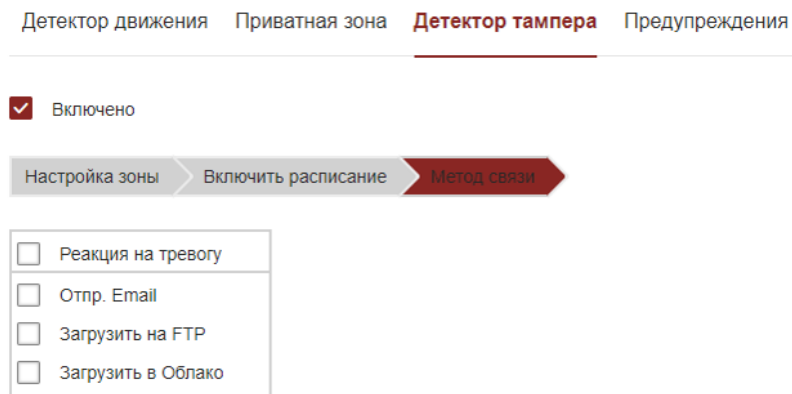 Детектор движения Приватная зона Детектор тампера Предупреждения
Включено
Настройка зоны Включить расписание Метод связи
Реакция на тревогу
Отпр. Email
Загрузить на FTP
Загрузить в Облако